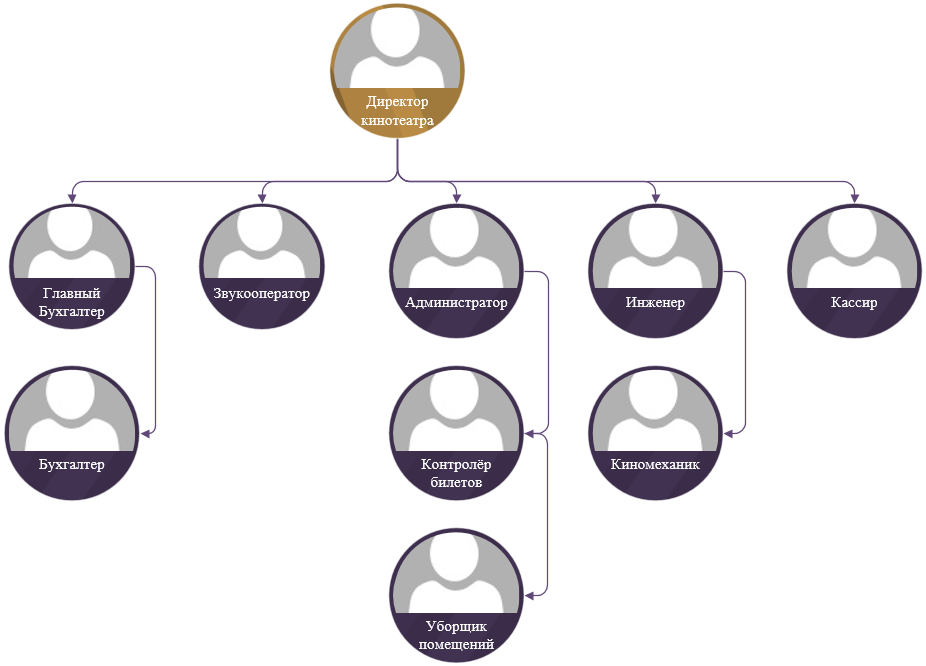 Директор
кинотеатра
Главный
Бухгалтер
Звукооператор
Администратор
Инженер
Кассир
Бухгалтер
Контролёр
билетов
Киномеханик
Уборщик
помещений